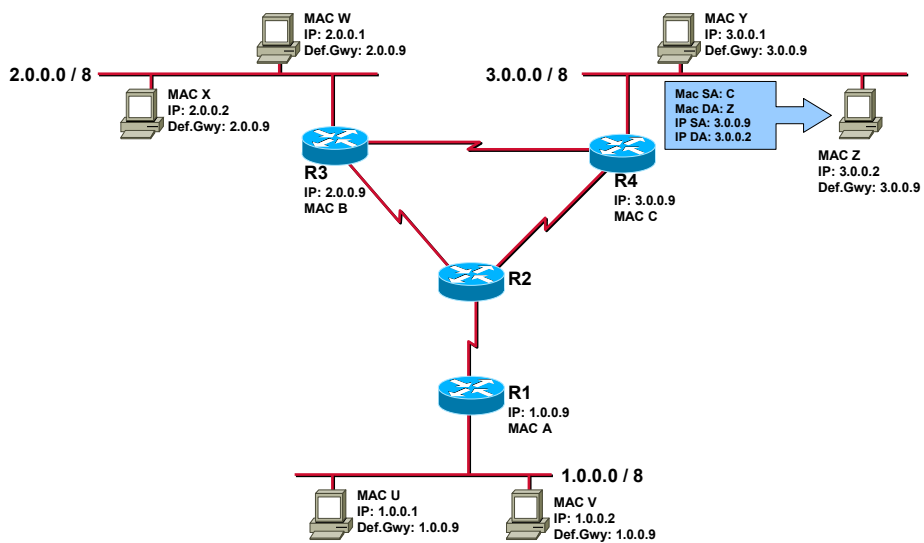 MAC W
IP: 2.0.0.1
Def.Gwy: 2.0.0.9
2.0.0.0 / 8
MAC X
IP: 2.0.0.2
Def.Gwy: 2.0.0.9
MAC Y
IP: 3.0.0.1
Def.Gwy: 3.0.0.9
3.0.0.0 / 8
Mac SA: C
Mac DA: Z
IP SA: 3.0.0.9
IP DA: 3.0.0.2
MAC Z
IP: 3.0.0.2
Def.Gwy: 3.0.0.9
R3
IP: 2.0.0.9
MAC B
R4
IP: 3.0.0.9
MAC C
R2
R1
IP: 1.0.0.9
MAC A
1.0.0.0 / 8
MAC U
IP: 1.0.0.1
Def.Gwy: 1.0.0.9
MAC V
IP: 1.0.0.2
Def.Gwy: 1.0.0.9